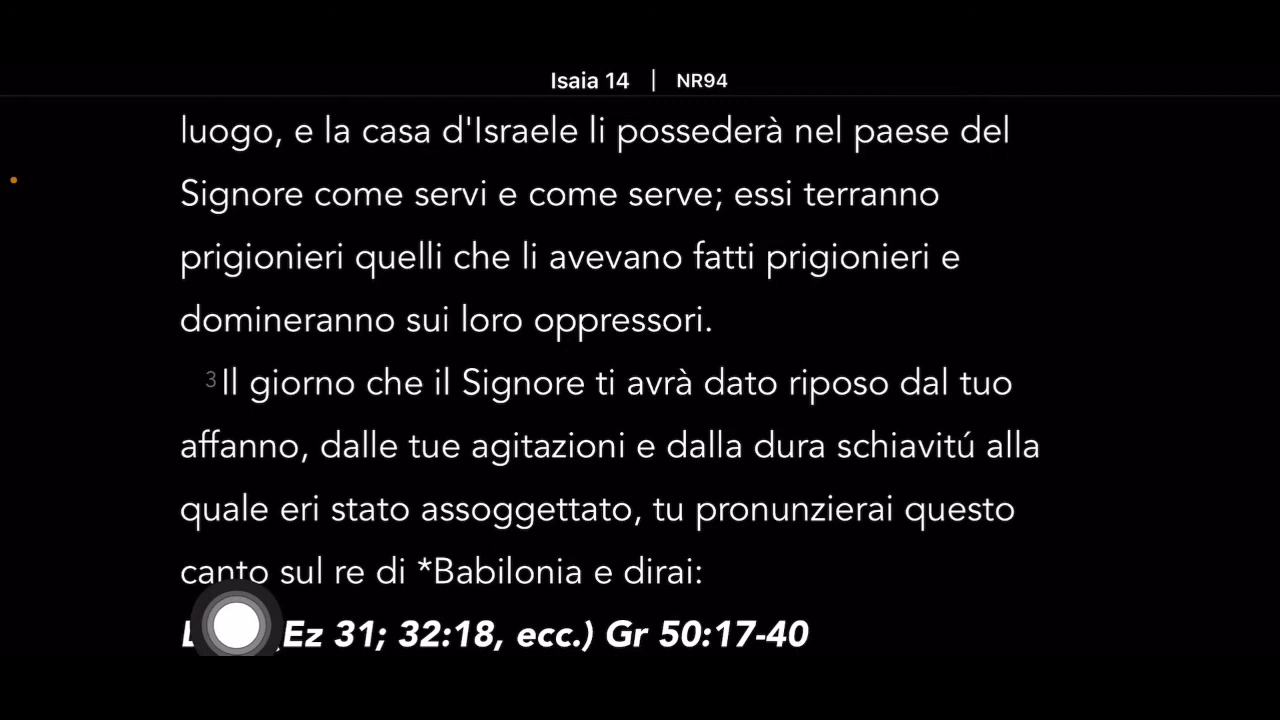 Isaia 14 | NR94
luogo, e la casa d'Israele li possederà nel paese del
Signore come servi e come serve; essi terranno
prigionieri quelli che li avevano fatti prigionieri e
domineranno sui loro oppressori.
3 Il giorno che il Signore ti avrà dato riposo dal tuo
affanno, dalle tue agitazioni e dalla dura schiavitú alla
quale eri stato assoggettato, tu pronunzierai questo
canto sul re di *Babilonia e dirai:
(Ez 31; 32:18, ecc.) Gr 50:17-40